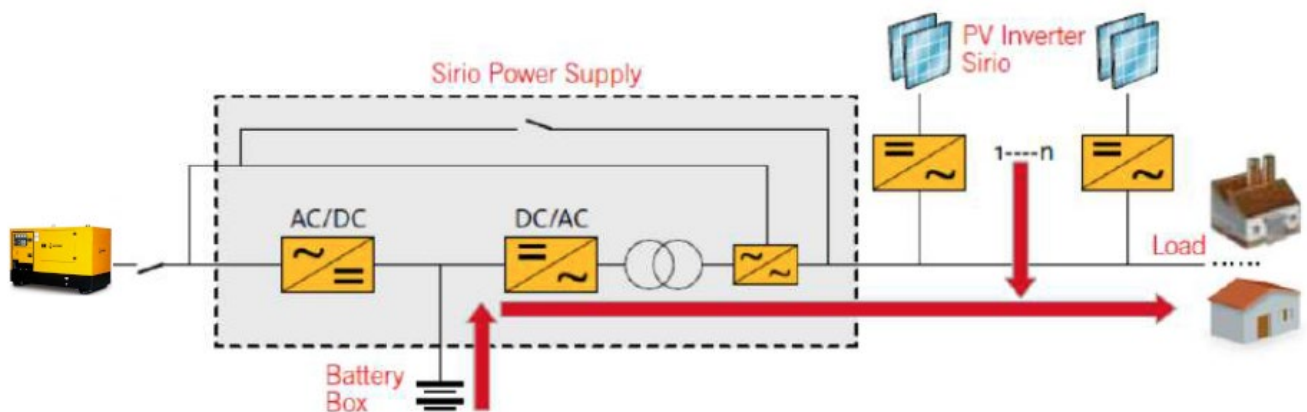 Sirio Power Supply
PV Inverter
Sirio
1----n
AC/DC
DC/AC
Load
Battery
Box